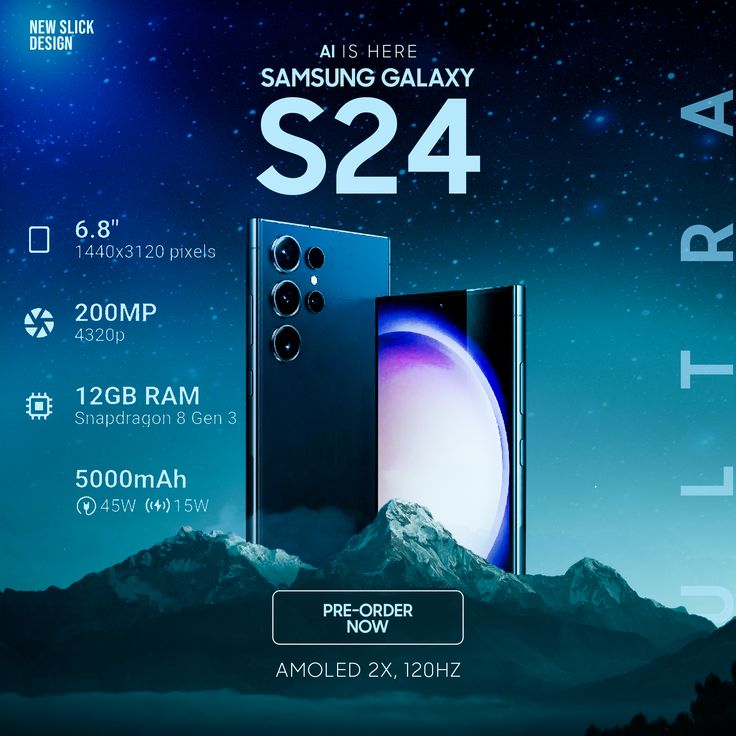 NEW SLICK
DESIGN
AI IS HERE
SAMSUNG GALAXY
S24
ULTRA
6.8"
1440x3120 pixels
200MP
4320p
12GB RAM
Snapdragon 8 Gen 3
5000mAh
45W 15W
PRE-ORDER
NOW
AMOLED 2X, 120HZ